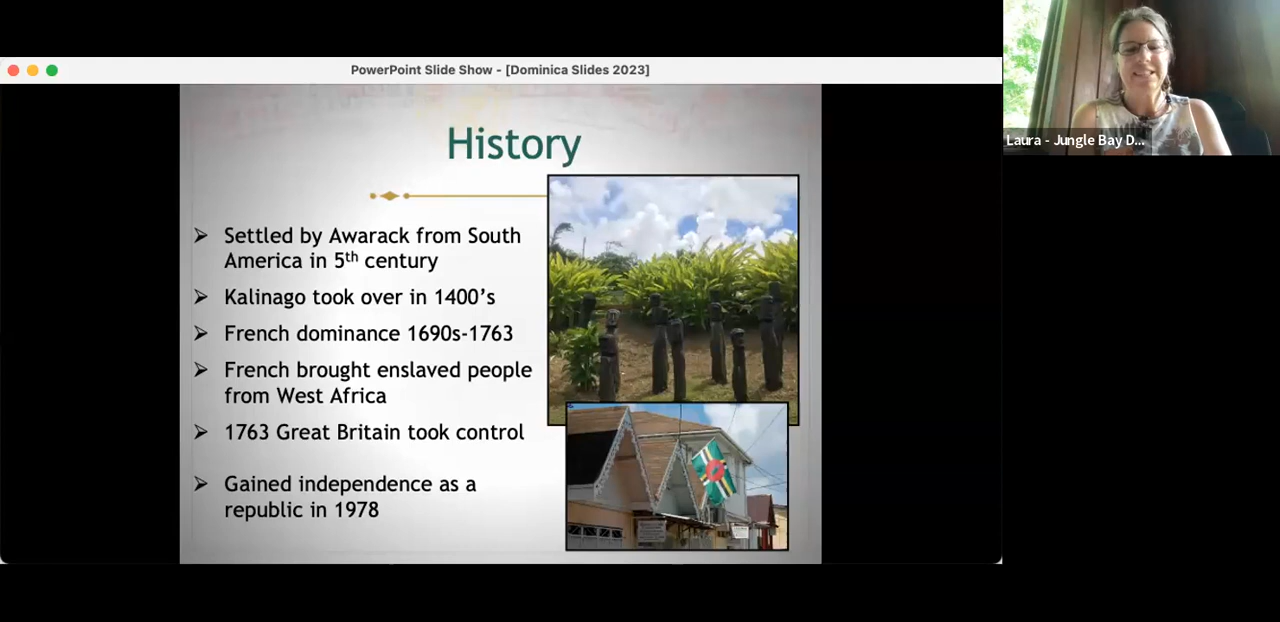 PowerPoint Slide Show - [Dominica Slides 2023]
History
➢ Settled by Awarack from South
America in 5th century
➢ Kalinago took over in 1400's
➢ French dominance 1690s-1763
➢ French brought enslaved people
from West Africa
➢ 1763 Great Britain took control
➢ Gained independence as a
republic in 1978
Laura - Jungle Bay D...